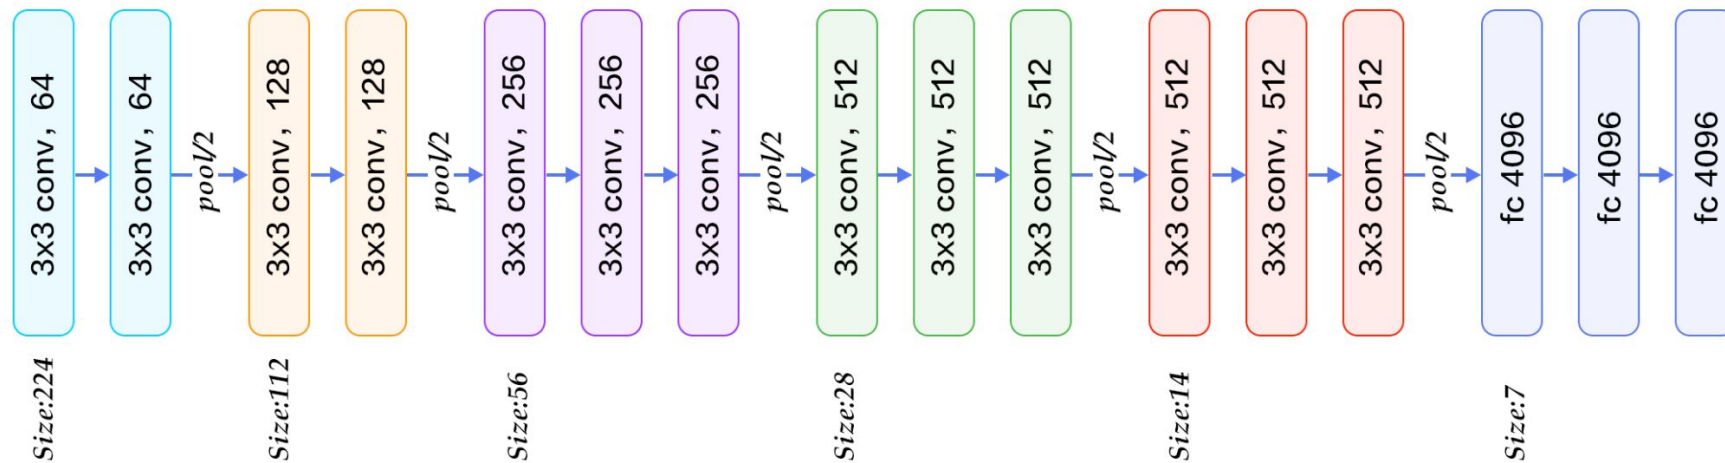 3x3 conv, 64
3x3 conv, 64
pool/2
3x3 conv, 128
3x3 conv, 128
pool/2
3x3 conv, 256
3x3 conv, 256
3x3 conv, 256
pool/2
3x3 conv, 512
3x3 conv, 512
3x3 conv, 512
pool/2
3x3 conv, 512
3x3 conv, 512
3x3 conv, 512
pool/2
fc 4096
fc 4096
fc 4096
Size:224
Size:112
Size:56
Size:28
Size:14
Size:7